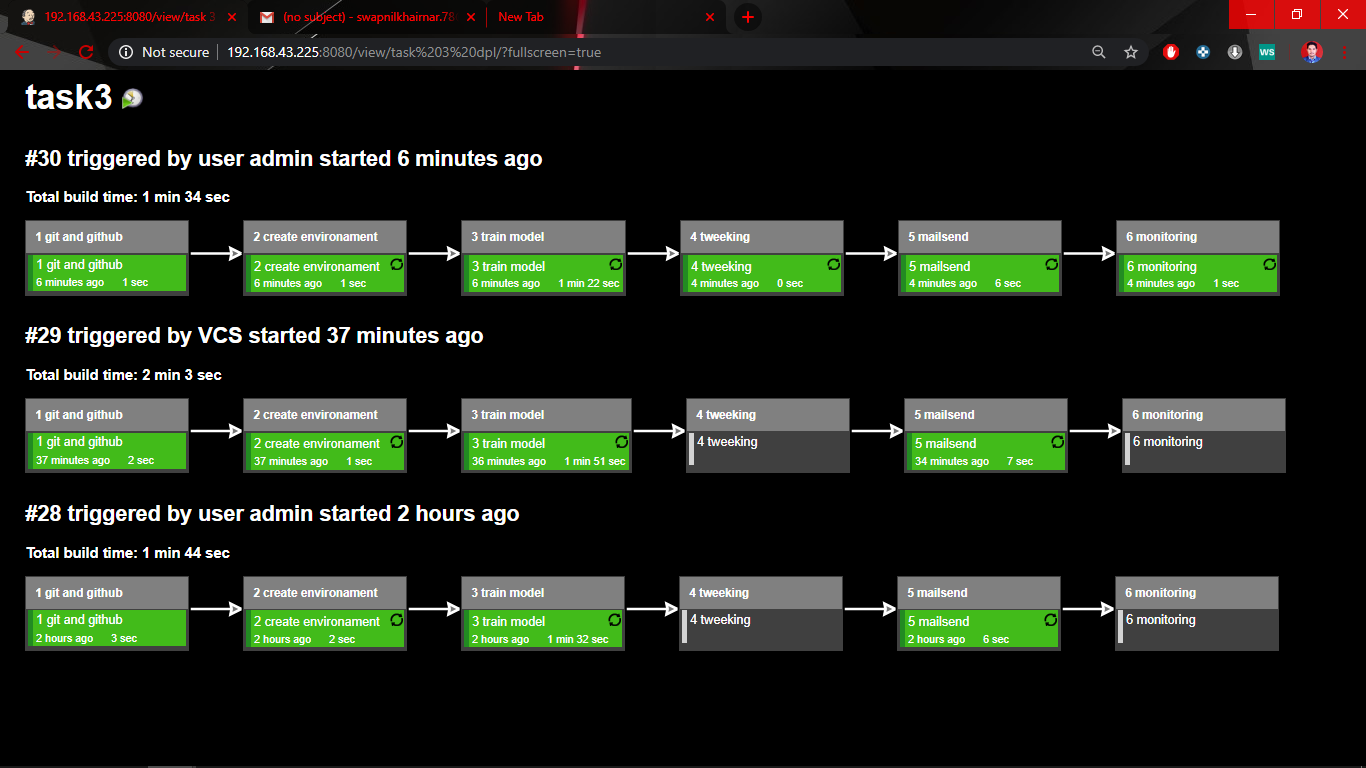 192.168.43.225:8080/view/task 3
(no subject) - swapnilkhairnar.78
New Tab
Not secure
192.168.43.225:8080/view/task%203%20dpl/?fullscreen=true
WS
task3
#30 triggered by user admin started 6 minutes ago
Total build time: 1 min 34 sec
1 git and github 2 create environament 3 train model 4 tweeking 5 mailsend 6 monitoring
1 git and github 2 create environament 3 train model 4 tweeking 5 mailsend 6 monitoring
6 minutes ago 1 sec 6 minutes ago 1 sec 6 minutes ago 1 min 22 sec 4 minutes ago 0 sec 4 minutes ago 6 sec 4 minutes ago 1 sec
#29 triggered by VCS started 37 minutes ago
Total build time: 2 min 3 sec
1 git and github 2 create environament 3 train model 4 tweeking 5 mailsend 6 monitoring
1 git and github 2 create environament 3 train model 4 tweeking 5 mailsend 6 monitoring
37 minutes ago 2 sec 37 minutes ago 1 sec 36 minutes ago 1 min 51 sec 34 minutes ago 7 sec
#28 triggered by user admin started 2 hours ago
Total build time: 1 min 44 sec
1 git and github 2 create environament 3 train model 4 tweeking 5 mailsend 6 monitoring
1 git and github 2 create environament 3 train model 4 tweeking 5 mailsend 6 monitoring
2 hours ago 3 sec 2 hours ago 2 sec 2 hours ago 1 min 32 sec 2 hours ago 6 sec